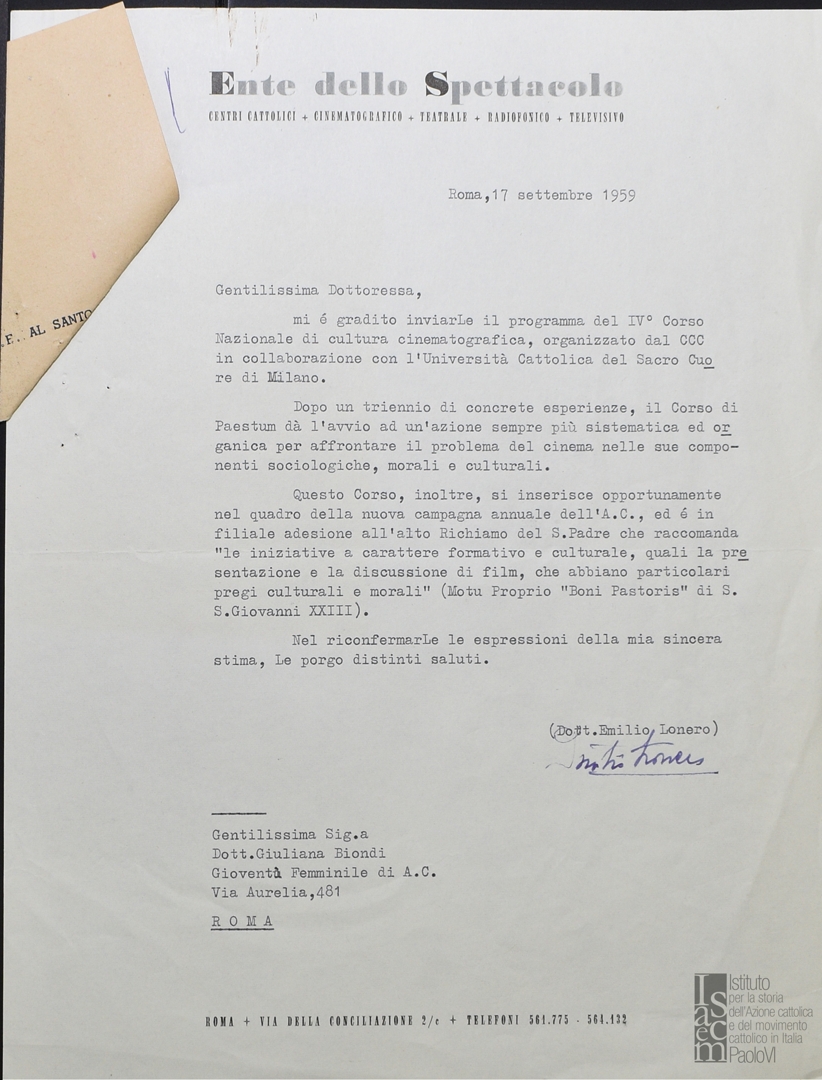 Ente dello Spettacolo
CENTRI CATTOLICI + CINEMATOGRAFICO + TEATRALE + RADIOFONICO + TELEVISIVO
Roma,17 settembre 1959
.F.. AL SANTO
Gentilissima Dottoressa,
mi é gradito inviarLe il programma del IV° Corso
Nazionale di cultura cinematografica, organizzato dal CCC
in collaborazione con l'Università Cattolica del Sacro Cuo
re di Milano.
Dopo un triennio di concrete esperienze, il Corso di
Paestum dà l'avvio ad un'azione sempre più sistematica ed or
ganica per affrontare il problema del cinema nelle sue compo-
nenti sociologiche, morali e culturali.
Questo Corso, inoltre, si inserisce opportunamente
nel quadro della nuova campagna annuale dell'A.C., ed é in
filiale adesione all'alto Richiamo del S.Padre che raccomanda
"le iniziative a carattere formativo e culturale, quali la pre
sentazione e la discussione di film, che abbiano particolari
pregi culturali e morali" (Motu Proprio "Boni Pastoris" di S.
S.Giovanni XXIII).
Nel riconfermarLe le espressioni della mia sincera
stima, Le porgo distinti saluti.
(Dott.Emilio Lonero)
Gentilissima Sig.a
Dott.Giuliana Biondi
Gioventù Femminile di A.C.
Via Aurelia,481
R O M A
ROMA + VIA DELLA CONCILIAZIONE 2/c + TELEFONI 561.775 - 564.132
Isacem
Istituto
per la storia
dell'Azione cattolica
e del movimento
cattolico in Italia
PaoloVI